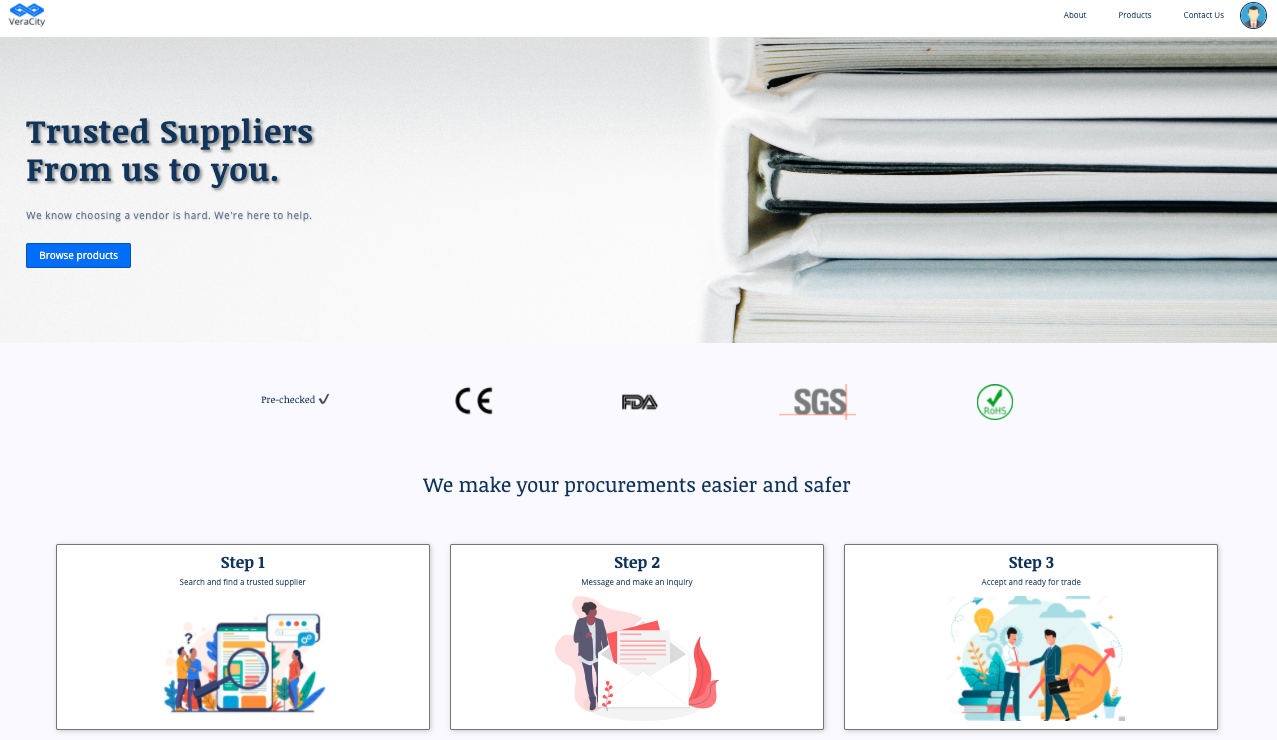 VeraCity
About Products Contact Us
Trusted Suppliers
From us to you.
We know choosing a vendor is hard. We're here to help.
Browse products
Pre-checked ✔
CE
FDA
SGS
RoHS
We make your procurements easier and safer
Step 1
Search and find a trusted supplier
?
Step 2
Message and make an inquiry
Step 3
Accept and ready for trade